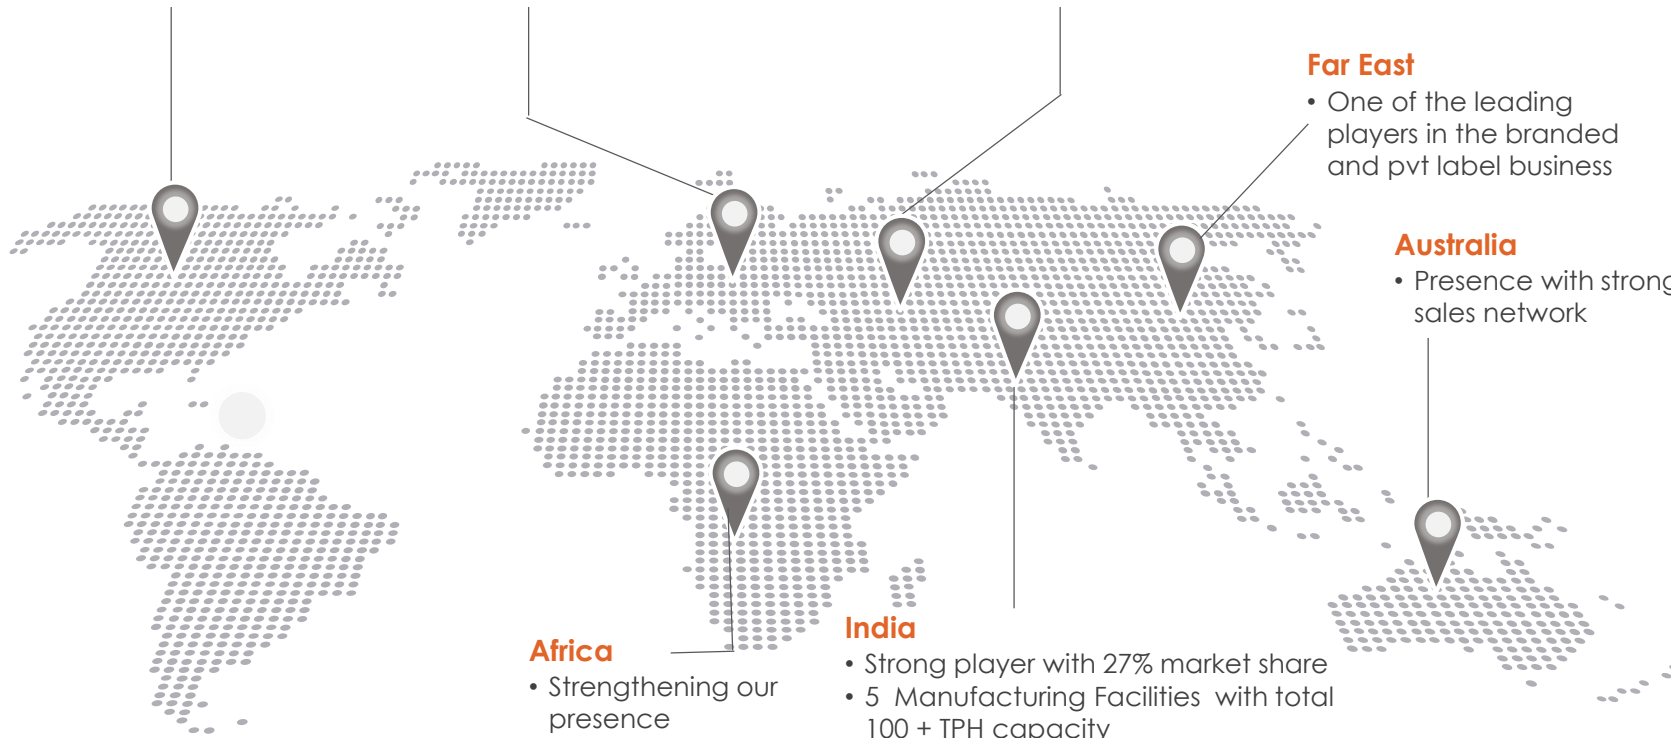 Far East
• One of the leading
players in the branded
and pvt label business
Australia
• Presence with strong
sales network
Africa
• Strengthening our
presence
India
• Strong player with 27% market share
• 5 Manufacturing Facilities with total
100 + TPH capacity